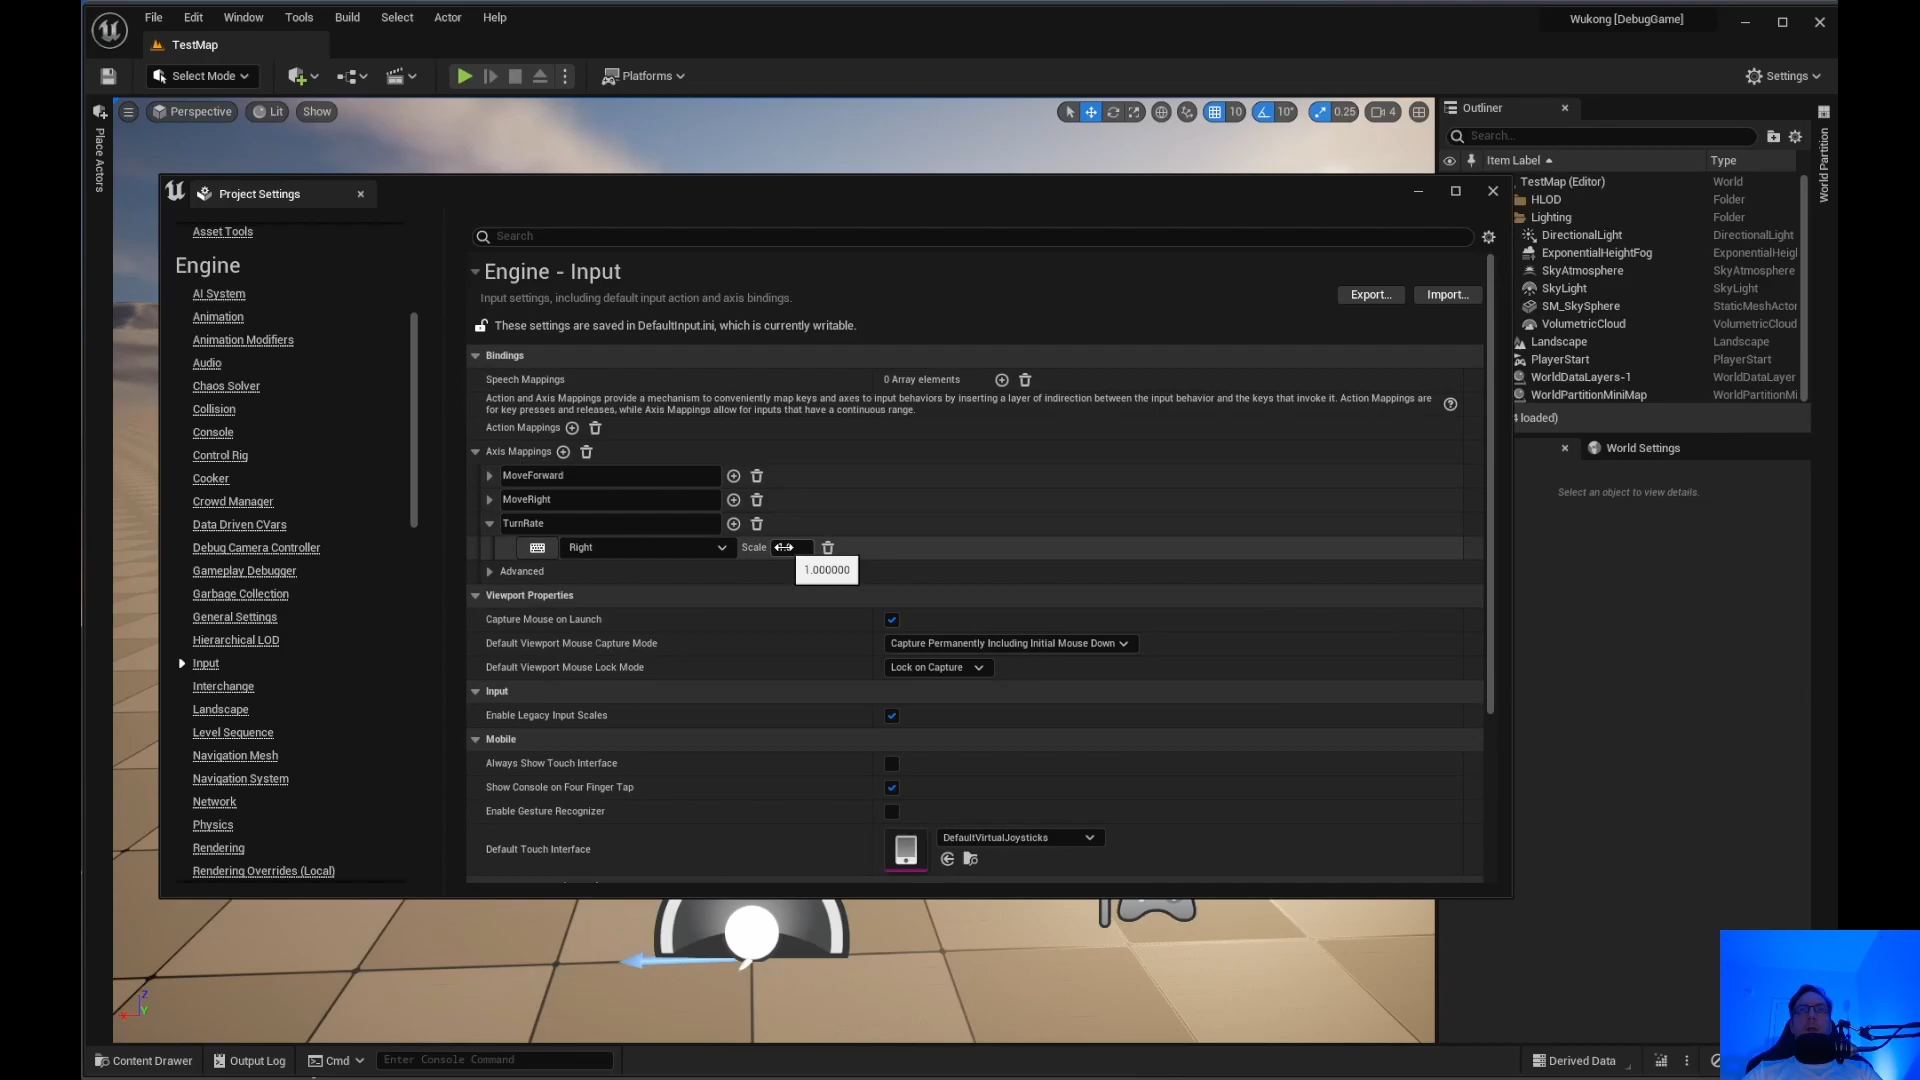 File Edit Window Tools Build Select Actor Help
Wukong [DebugGame]
TestMap
Select Mode
Platforms
Settings
Perspective
Lit
Show
10
10°
0.25
4
Place Actors
Outliner
Search...
Item Label
Type
TestMap (Editor) World
HLOD Folder
Lighting Folder
DirectionalLight DirectionalLight
ExponentialHeightFog ExponentialHeigl
SkyAtmosphere SkyAtmosphere
SkyLight SkyLight
SM_SkySphere StaticMeshActor
VolumetricCloud VolumetricCloud
Landscape Landscape
PlayerStart PlayerStart
WorldDataLayers-1 WorldDataLayer
WorldPartitionMiniMap WorldPartitionMi
loaded)
World Partition
World Settings
Select an object to view details.
Project Settings
Asset Tools
Engine
AI System
Animation
Animation Modifiers
Audio
Chaos Solver
Collision
Console
Control Rig
Cooker
Crowd Manager
Data Driven CVars
Debug Camera Controller
Gameplay Debugger
Garbage Collection
General Settings
Hierarchical LOD
Input
Interchange
Landscape
Level Sequence
Navigation Mesh
Navigation System
Network
Physics
Rendering
Rendering Overrides (Local)
Search
Engine - Input
Input settings, including default input action and axis bindings.
Export...
Import...
These settings are saved in DefaultInput.ini, which is currently writable.
Bindings
Speech Mappings 0 Array elements
Action and Axis Mappings provide a mechanism to conveniently map keys and axes to input behaviors by inserting a layer of indirection between the input behavior and the keys that invoke it. Action Mappings are
for key presses and releases, while Axis Mappings allow for inputs that have a continuous range.
Action Mappings
Axis Mappings
MoveForward
MoveRight
TurnRate
Right Scale
1.000000
Advanced
Viewport Properties
Capture Mouse on Launch
Default Viewport Mouse Capture Mode Capture Permanently Including Initial Mouse Down
Default Viewport Mouse Lock Mode Lock on Capture
Input
Enable Legacy Input Scales
Mobile
Always Show Touch Interface
Show Console on Four Finger Tap
Enable Gesture Recognizer
Default Touch Interface DefaultVirtualJoysticks
Z
Y
X
Content Drawer
Output Log
Cmd
Enter Console Command
Derived Data